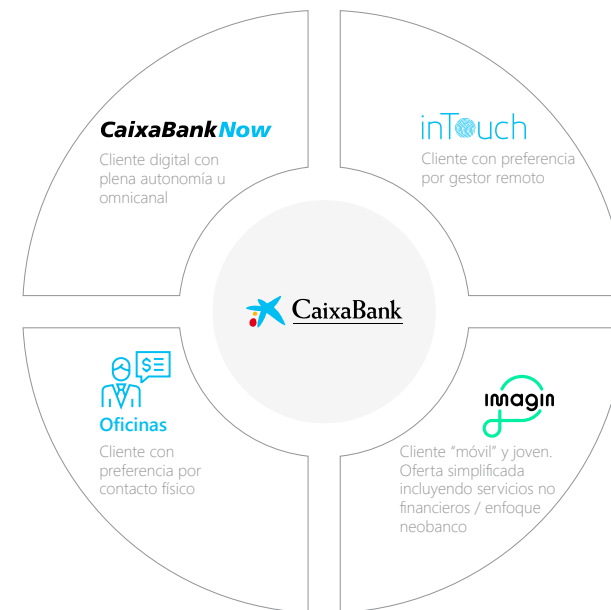 CaixaBankNow
Cliente digital con
plena autonomía u
omnicanal
inTouch
Cliente con preferencia
por gestor remoto
CaixaBank
$=
Oficinas
Cliente con
preferencia por
contacto físico
imagin
Cliente “móvil” y joven.
Oferta simplificada
incluyendo servicios no
financieros / enfoque
neobanco